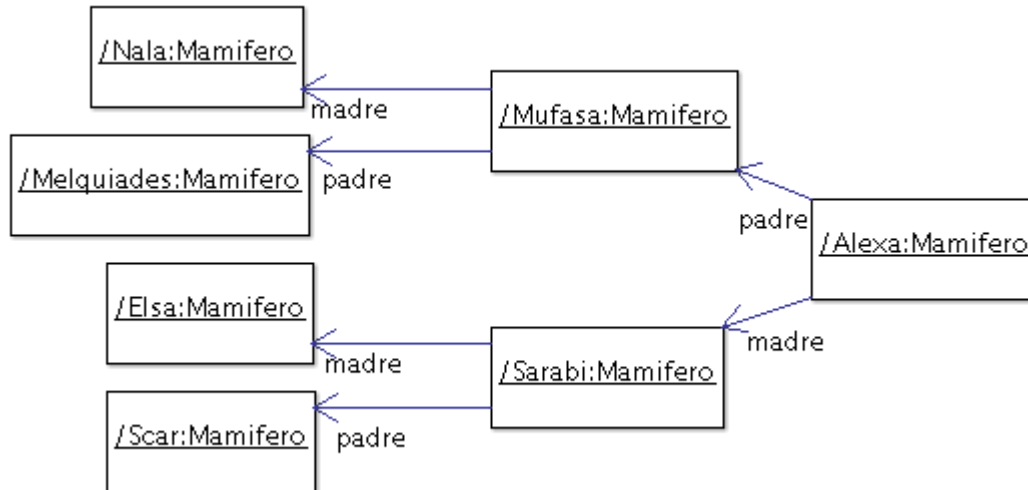 /Nala:Mamifero
madre
/Mufasa:Mamifero
/Melquiades:Mamifero
padre
padre
/Alexa:Mamifero
/Elsa:Mamifero
madre
madre
/Sarabi:Mamifero
/Scar:Mamifero
padre